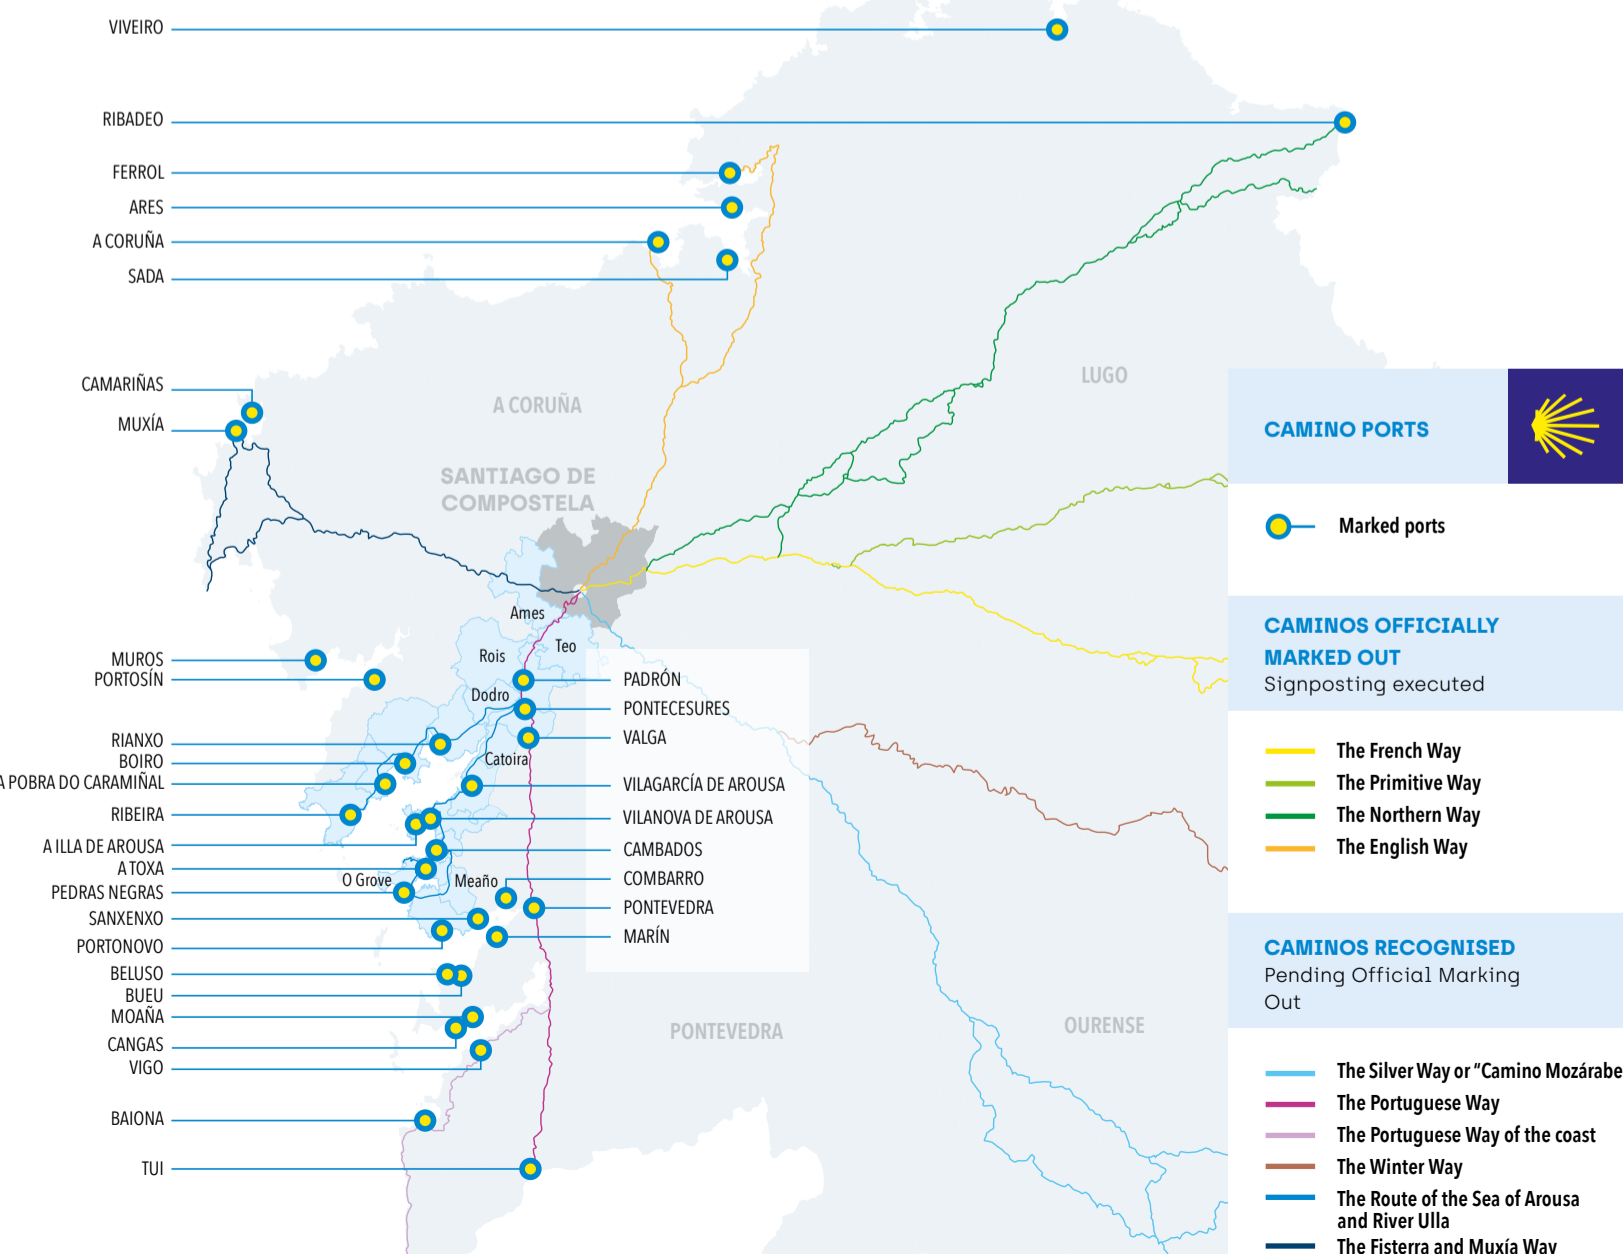 VIVEIRO
RIBADEO
FERROL
ARES
A CORUÑA
SADA
CAMARIÑAS
MUXÍA
MUROS
PORTOSÍN
RIANXO
BOIRO
A POBRA DO CARAMIÑAL
RIBEIRA
A ILLA DE AROUSA
A TOXA
PEDRAS NEGRAS
SANXENXO
PORTONOVO
BELUSO
BUEU
MOAÑA
CANGAS
VIGO
BAIONA
TUI
A CORUÑA
SANTIAGO DE
COMPOSTELA
LUGO
PONTEVEDRA
OURENSE
Ames
Teo
Rois
Dodro
Catoira
O Grove
Meaño
PADRÓN
PONTECESURES
VALGA
VILAGARCÍA DE AROUSA
VILANOVA DE AROUSA
CAMBADOS
COMBARRO
PONTEVEDRA
MARÍN
CAMINO PORTS
Marked ports
CAMINOS OFFICIALLY
MARKED OUT
Signposting executed
The French Way
The Primitive Way
The Northern Way
The English Way
CAMINOS RECOGNISED
Pending Official Marking
Out
The Silver Way or “Camino Mozárabe
The Portuguese Way
The Portuguese Way of the coast
The Winter Way
The Route of the Sea of Arousa
and River Ulla
The Fisterra and Muxía Way